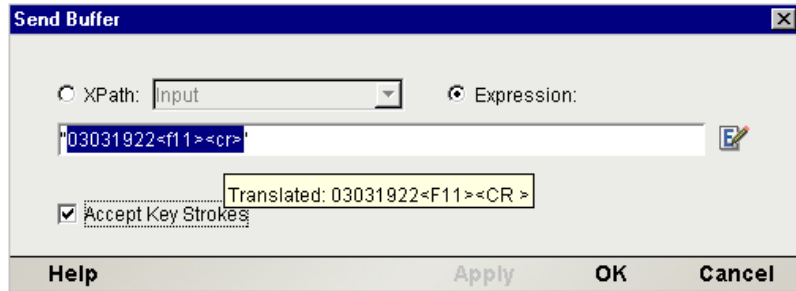 Send Buffer
XPath: Input Expression:
"03031922<f11><cr>"
Translated: 03031922<F11><CR >
Accept Key Strokes
Help Apply OK Cancel